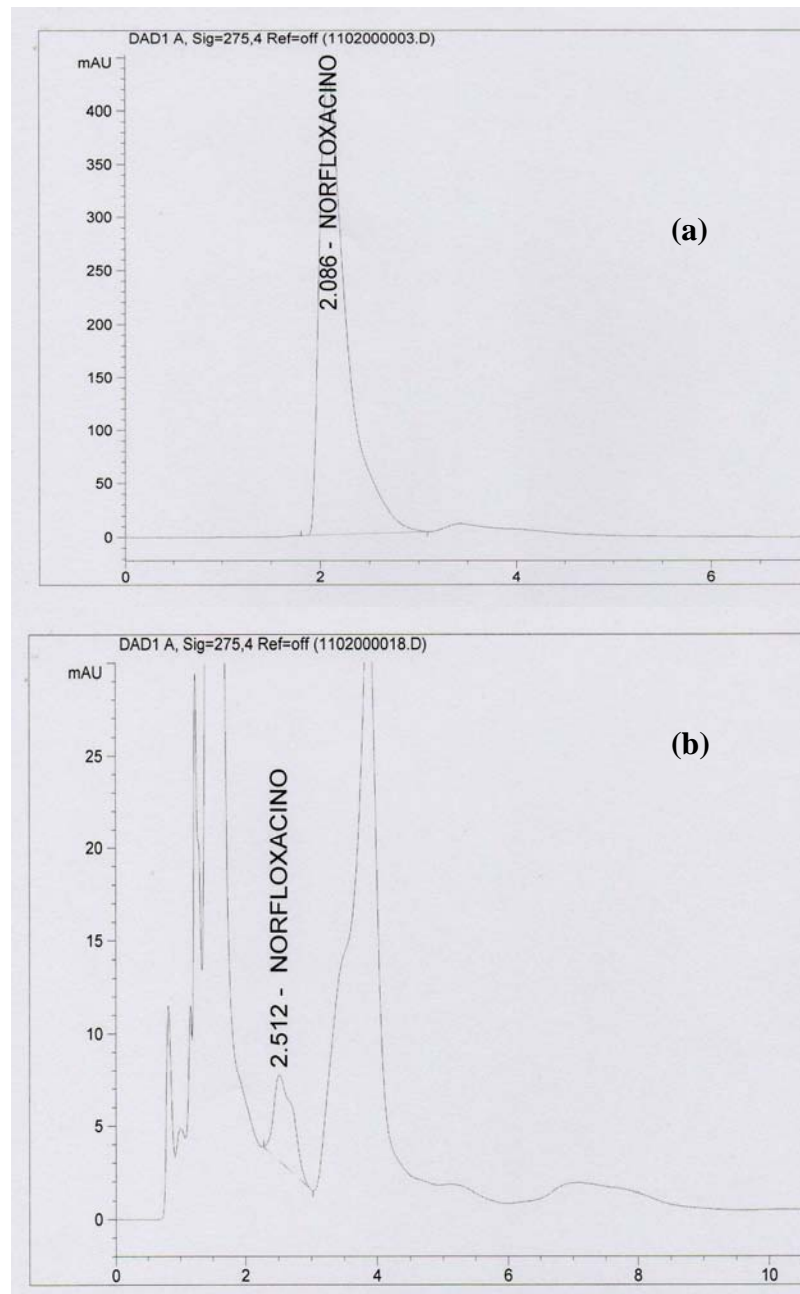 DAD1 A, Sig=275,4 Ref=off (1102000003.D)
mAU
400
350
300
250
200
150
100
50
0
2.086 - NORFLOXACINO
(a)
0 2 4 6
DAD1 A, Sig=275,4 Ref=off (1102000018.D)
mAU
25
20
15
10
5
0
2.512 - NORFLOXACINO
(b)
0 2 4 6 8 10